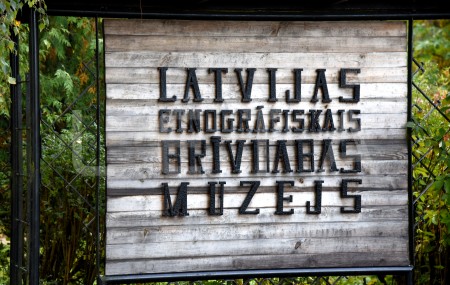 LATVIJAS
ETNOGRĀFISKAIS
BRĪVDABAS
MUZEJS